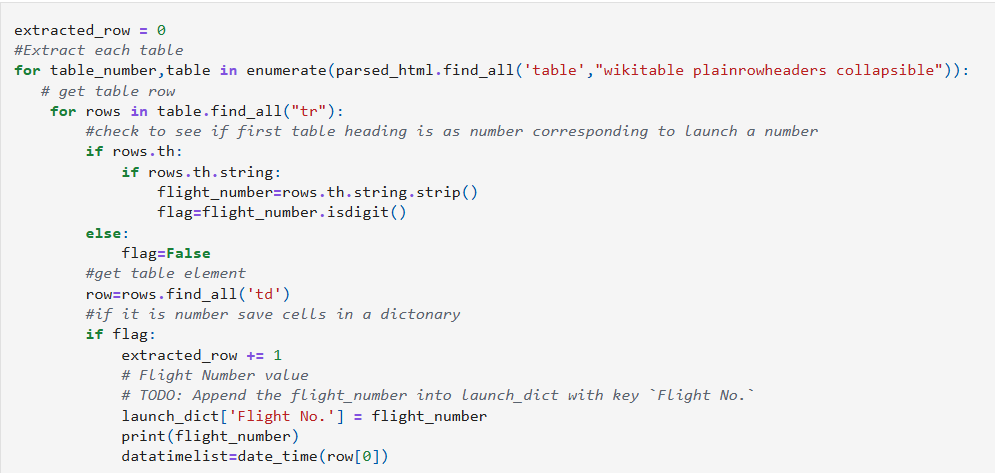 extracted_row = 0
#Extract each table
for table_number,table in enumerate(parsed_html.find_all('table',"wikitable plainrowheaders collapsible")):
   # get table row
    for rows in table.find_all("tr"):
        #check to see if first table heading is as number corresponding to launch a number
        if rows.th:
            if rows.th.string:
                flight_number=rows.th.string.strip()
                flag=flight_number.isdigit()
        else:
            flag=False
        #get table element
        row=rows.find_all('td')
        #if it is number save cells in a dictonary
        if flag:
            extracted_row += 1
            # Flight Number value
            # TODO: Append the flight_number into launch_dict with key `Flight No.`
            launch_dict['Flight No.'] = flight_number
            print(flight_number)
            datatimelist=date_time(row[0])